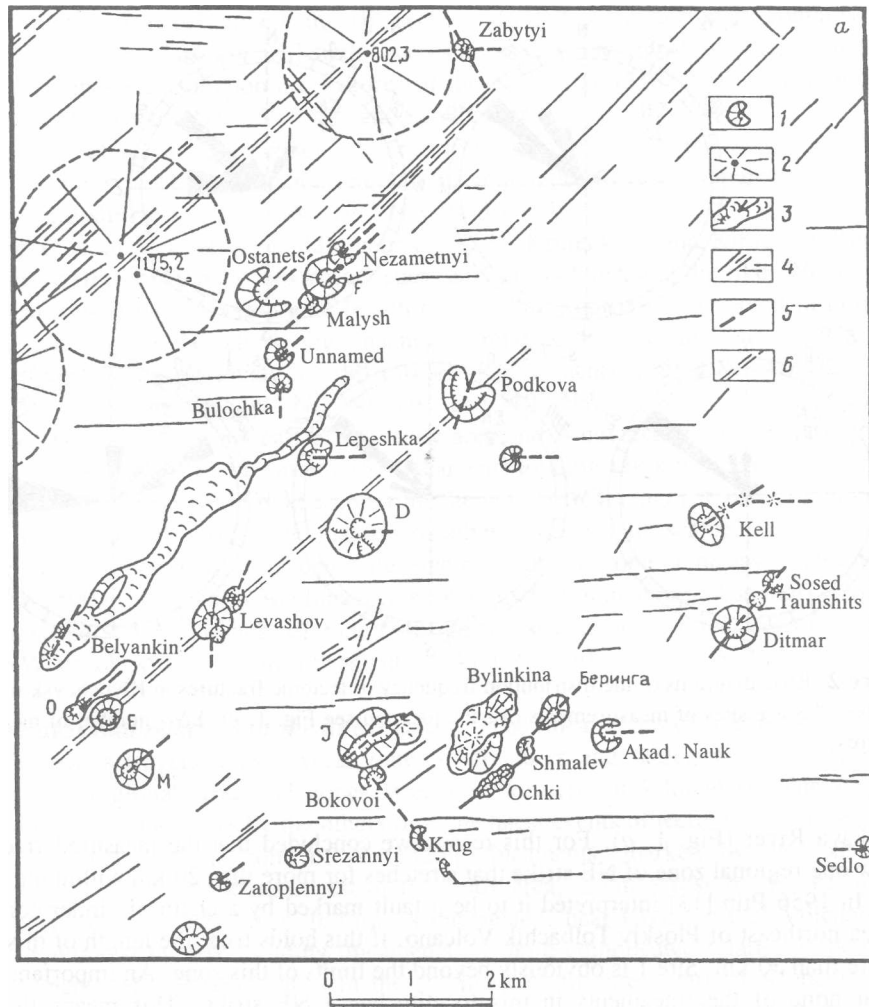 a
Zabytyi
802,3
1
2
3
4
5
6
1175,2
Ostanets
Nezametnyi
F
Malysh
Unnamed
Bulochka
Podkova
Lepeshka
D
Kell
Sosed
Taunshits
Ditmar
Levashov
Belyankin
O
E
M
J
Bylinkina
Беринга
Akad. Nauk
Shmalev
Ochki
Bokovoi
Krug
Srezannyi
Zatoplennyi
Sedlo
K
0 1 2 km